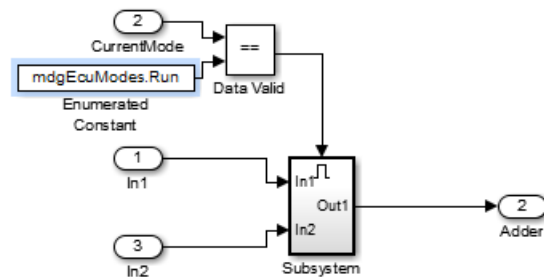 2
CurrentMode
==
Data Valid
mdgEcuModes.Run
Enumerated
Constant
1
In1
In1
Out1
2
Adder
In2
3
In2
Subsystem